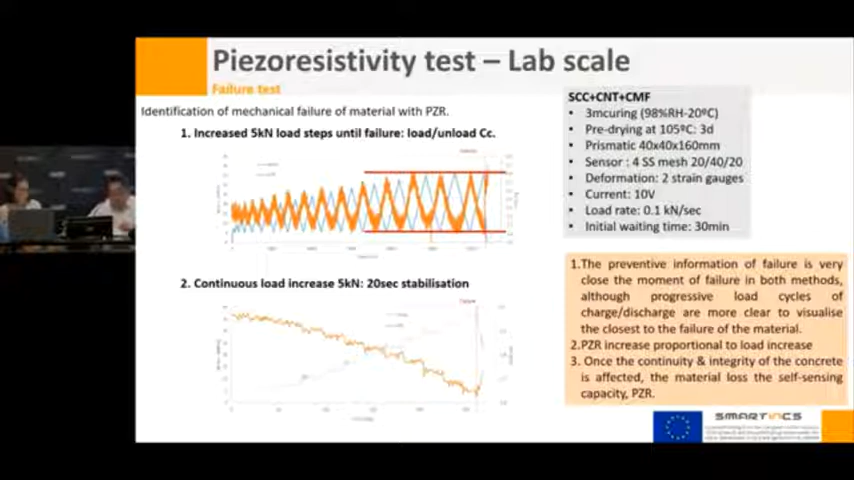 Piezoresistivity test – Lab scale
Failure test
Identification of mechanical failure of material with PZR.
1. Increased 5kN load steps until failure: load/unload Cc.
2. Continuous load increase 5kN: 20sec stabilisation
SCC+CNT+CMF
• 3mcuring (98%RH-20ºC)
• Pre-drying at 105ºC: 3d
• Prismatic 40x40x160mm
• Sensor : 4 SS mesh 20/40/20
• Deformation: 2 strain gauges
• Current: 10V
• Load rate: 0.1 kN/sec
• Initial waiting time: 30min
1.The preventive information of failure is very
close the moment of failure in both methods,
although progressive load cycles of
charge/discharge are more clear to visualise
the closest to the failure of the material.
2.PZR increase proportional to load increase
3. Once the continuity & integrity of the concrete
is affected, the material loss the self-sensing
capacity, PZR.
SMARTINCS